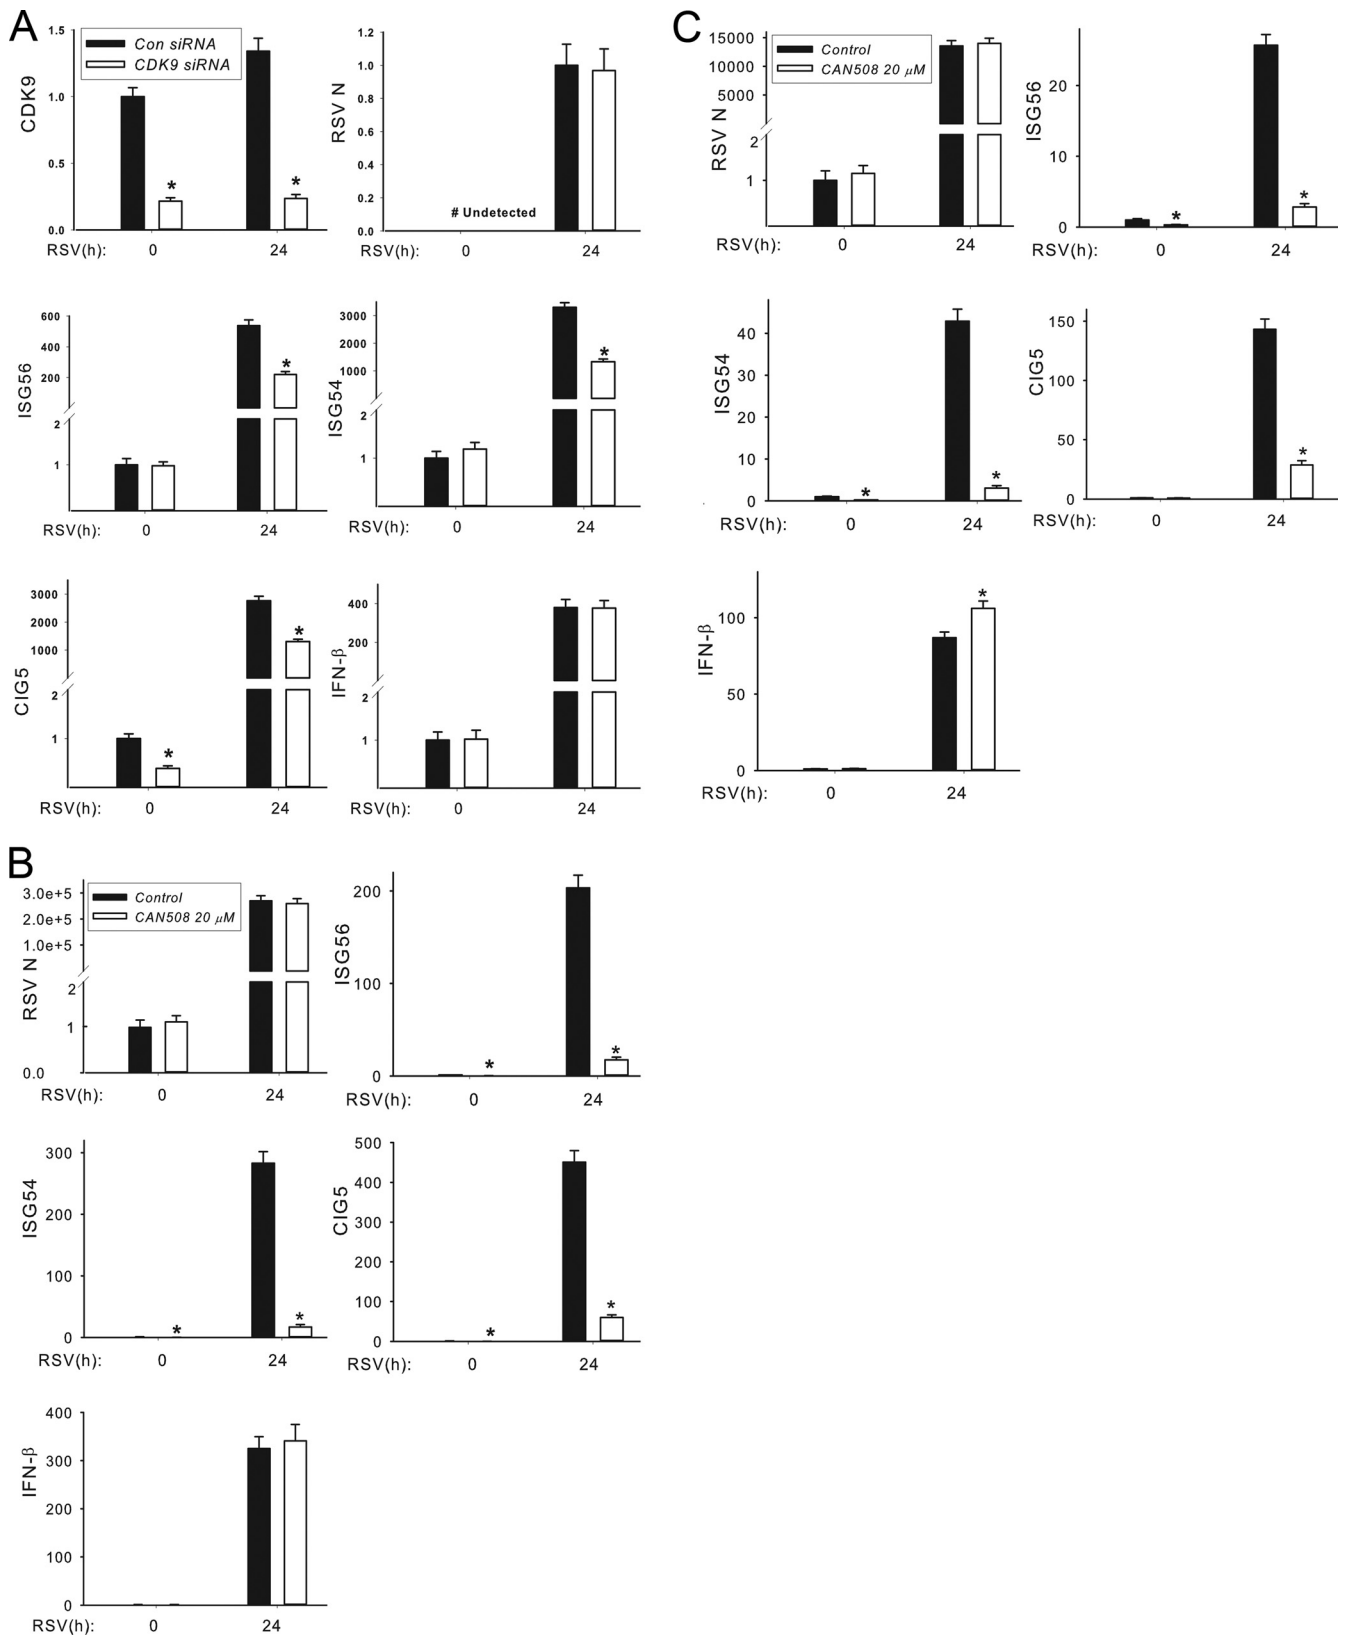 A
CDK9
1.5
1.0
0.5
0.0
Con siRNA
CDK9 siRNA
*
*
RSV(h): 0 24
RSV N
1.2
1.0
0.8
0.6
0.4
0.2
0.0
# Undetected
RSV(h): 0 24
ISG56
600
400
200
2
1
*
RSV(h): 0 24
ISG54
3000
2000
1000
2
1
*
RSV(h): 0 24
CIG5
3000
2000
1000
2
1
*
*
RSV(h): 0 24
IFN-β
400
200
2
1
RSV(h): 0 24
B
RSV N
3.0e+5
2.0e+5
1.0e+5
2
1
0.0
Control
CAN508 20 μM
RSV(h): 0 24
ISG56
200
100
0
*
*
RSV(h): 0 24
ISG54
300
200
100
0
*
*
RSV(h): 0 24
CIG5
500
400
300
200
100
0
*
*
RSV(h): 0 24
IFN-β
400
300
200
100
0
RSV(h): 0 24
C
RSV N
15000
10000
5000
2
1
Control
CAN508 20 μM
RSV(h): 0 24
ISG56
20
10
0
*
*
RSV(h): 0 24
ISG54
40
30
20
10
0
*
*
RSV(h): 0 24
CIG5
150
100
50
0
*
RSV(h): 0 24
IFN-β
100
50
0
*
RSV(h): 0 24